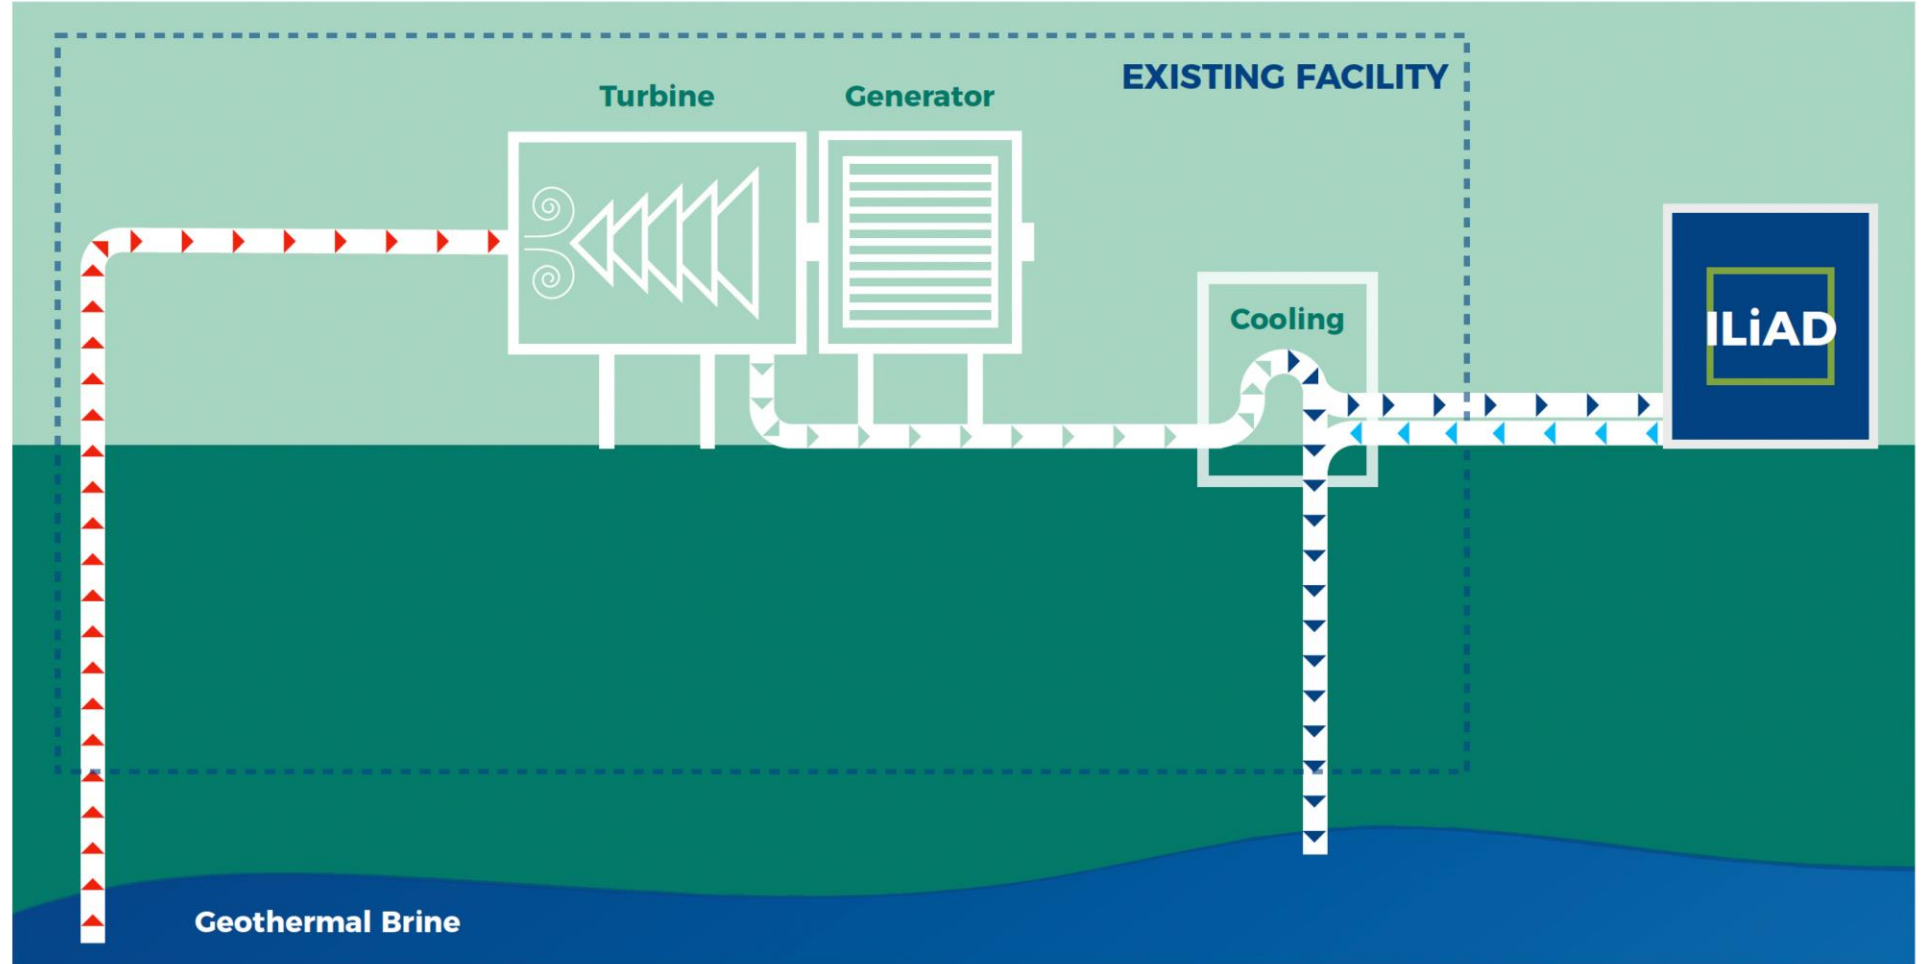 EXISTING FACILITY
Turbine
Generator
Cooling
ILiAD
Geothermal Brine